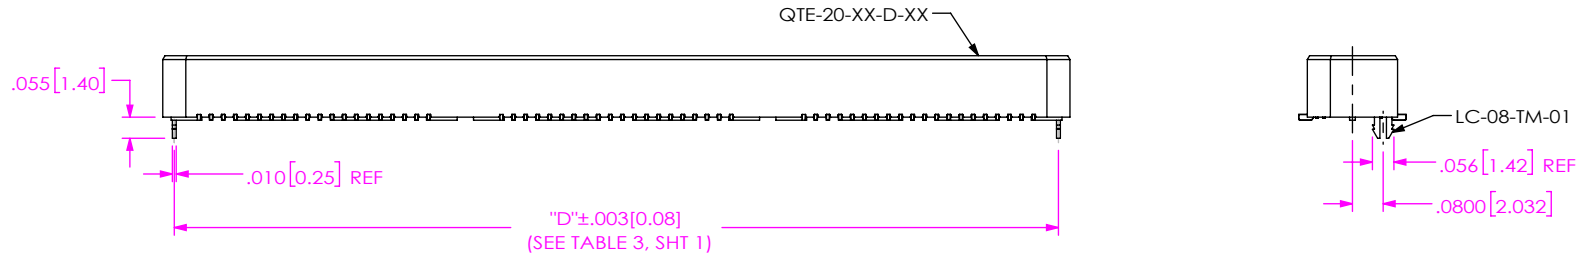 QTE-20-XX-D-XX
.055[1.40]
LC-08-TM-01
.056[1.42] REF
.010[0.25] REF
.0800[2.032]
"D"±.003[0.08]
(SEE TABLE 3, SHT 1)